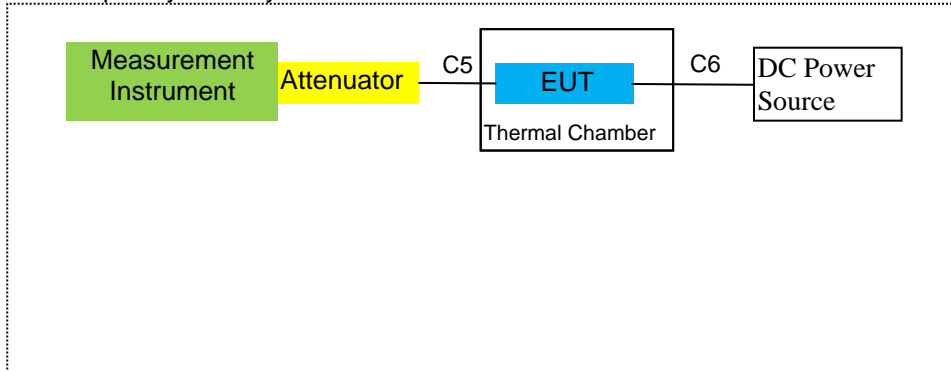 Measurement
Instrument
Attenuator
C5
EUT
Thermal Chamber
C6
DC Power
Source